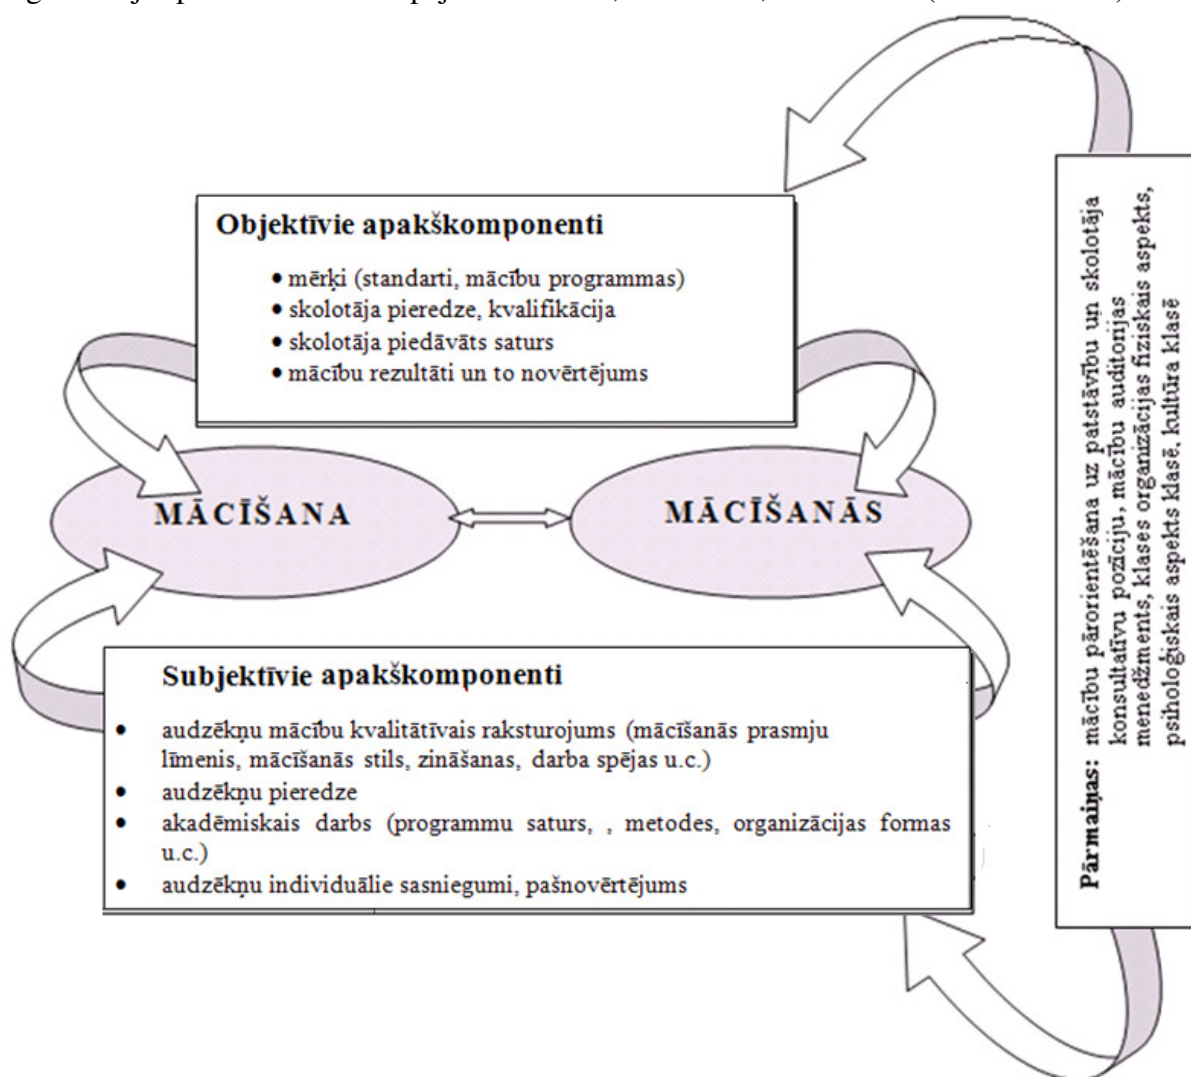 Objektīvie apakškomponenti
• mērķi (standarti, mācību programmas)
• skolotāja pieredze, kvalifikācija
• skolotāja piedāvāts saturs
• mācību rezultāti un to novērtējums
MĀCĪŠANA
MĀCĪŠANĀS
Subjektīvie apakškomponenti
• audzēkņu mācību kvalitātīvais raksturojums (mācīšanās prasmju
līmenis, mācīšanās stils, zināšanas, darba spējas u.c.)
• audzēkņu pieredze
• akadēmiskais darbs (programmu saturs, , metodes, organizācijas formas
u.c.)
• audzēkņu individuālie sasniegumi, pašnovērtējums
Pārmaiņas: mācību pārorientēšana uz patstāvību un skolotāja
konsultatīvu pozīciju, mācību auditorijas
menedžments, klases organizācijas fiziskais aspekts,
psiholoģiskais aspekts klasē, kultūra klasē